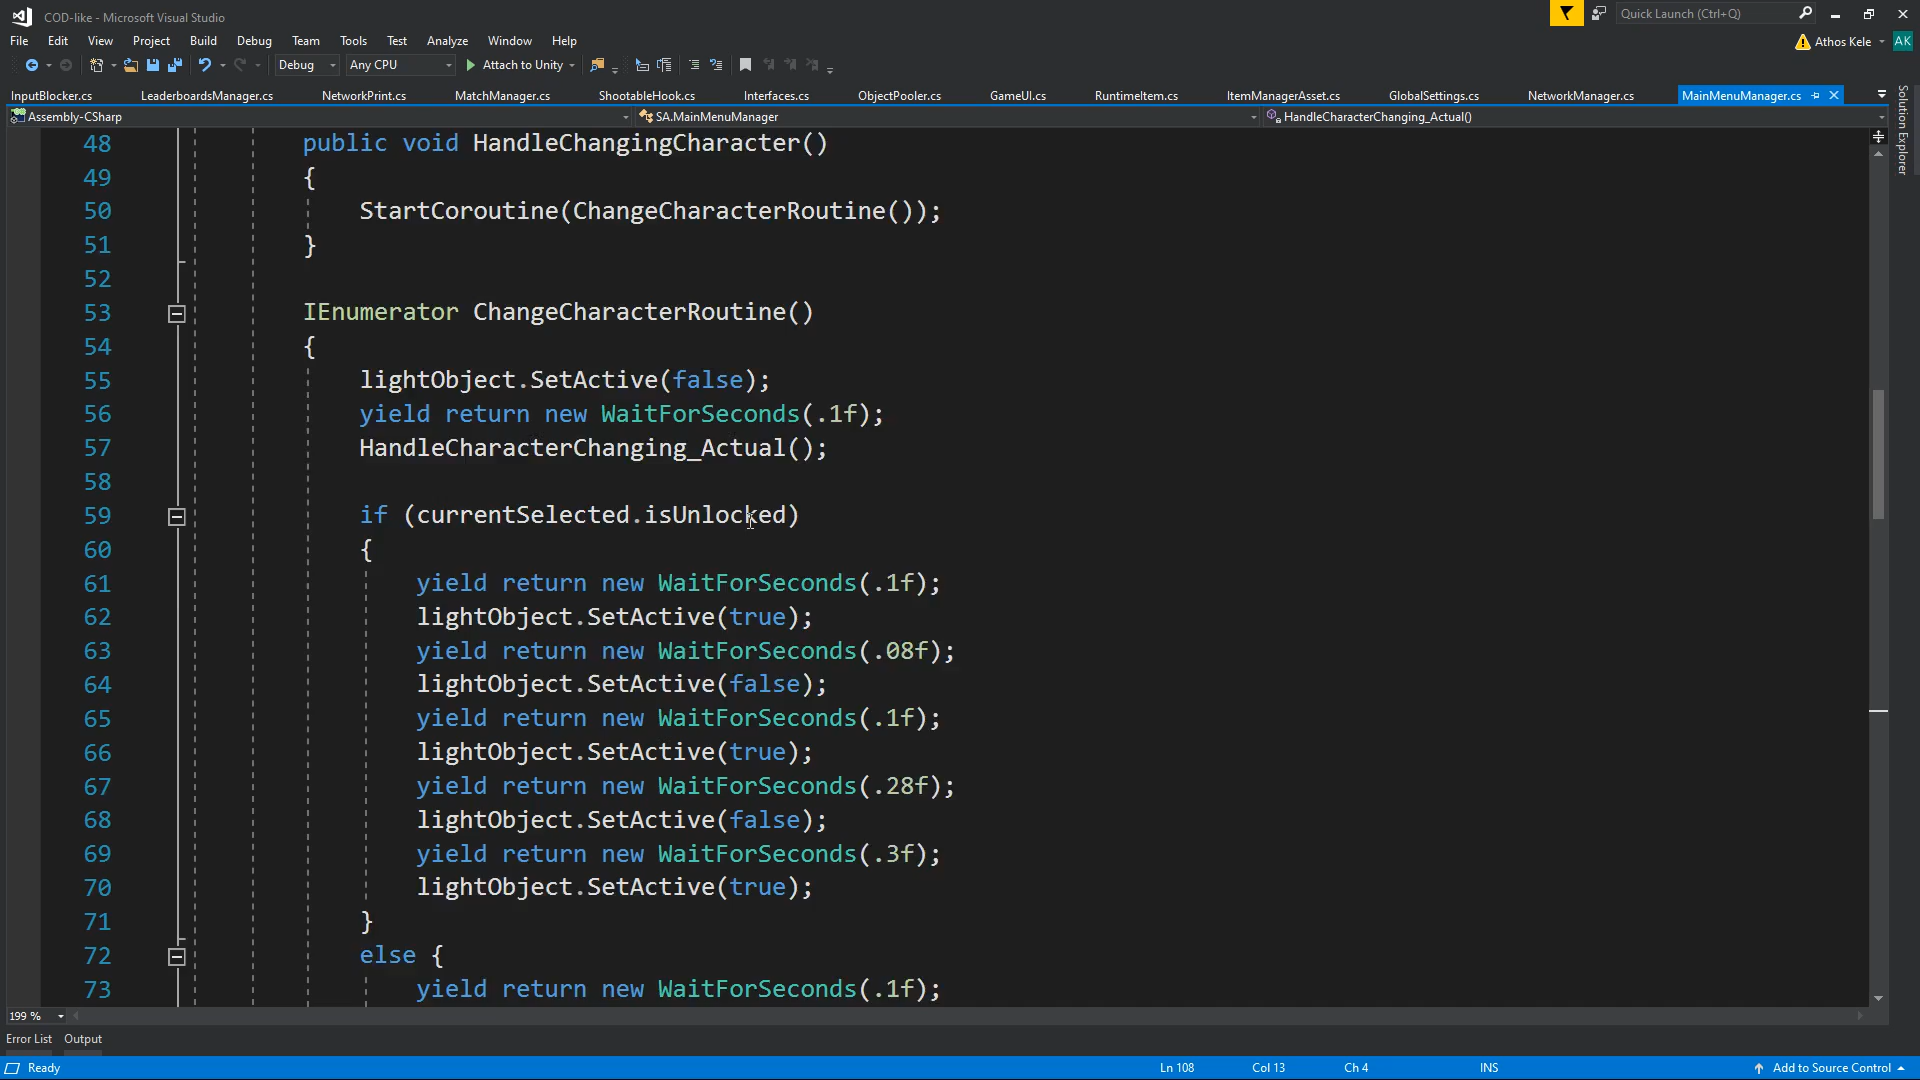 COD-like - Microsoft Visual Studio
Quick Launch (Ctrl+Q)
File Edit View Project Build Debug Team Tools Test Analyze Window Help
Athos Kele AK
Debug Any CPU Attach to Unity
InputBlocker.cs LeaderboardsManager.cs NetworkPrint.cs MatchManager.cs ShootableHook.cs Interfaces.cs ObjectPooler.cs GameUI.cs RuntimeItem.cs ItemManagerAsset.cs GlobalSettings.cs NetworkManager.cs MainMenuManager.cs
Assembly-CSharp SA.MainMenuManager HandleCharacterChanging_Actual()
Solution Explorer
48 public void HandleChangingCharacter()
49 {
50 StartCoroutine(ChangeCharacterRoutine());
51 }
52
53 IEnumerator ChangeCharacterRoutine()
54 {
55 lightObject.SetActive(false);
56 yield return new WaitForSeconds(.1f);
57 HandleCharacterChanging_Actual();
58
59 if (currentSelected.isUnlocked)
60 {
61 yield return new WaitForSeconds(.1f);
62 lightObject.SetActive(true);
63 yield return new WaitForSeconds(.08f);
64 lightObject.SetActive(false);
65 yield return new WaitForSeconds(.1f);
66 lightObject.SetActive(true);
67 yield return new WaitForSeconds(.28f);
68 lightObject.SetActive(false);
69 yield return new WaitForSeconds(.3f);
70 lightObject.SetActive(true);
71 }
72 else {
73 yield return new WaitForSeconds(.1f);
199 %
Error List Output
Ready Ln 108 Col 13 Ch 4 INS Add to Source Control